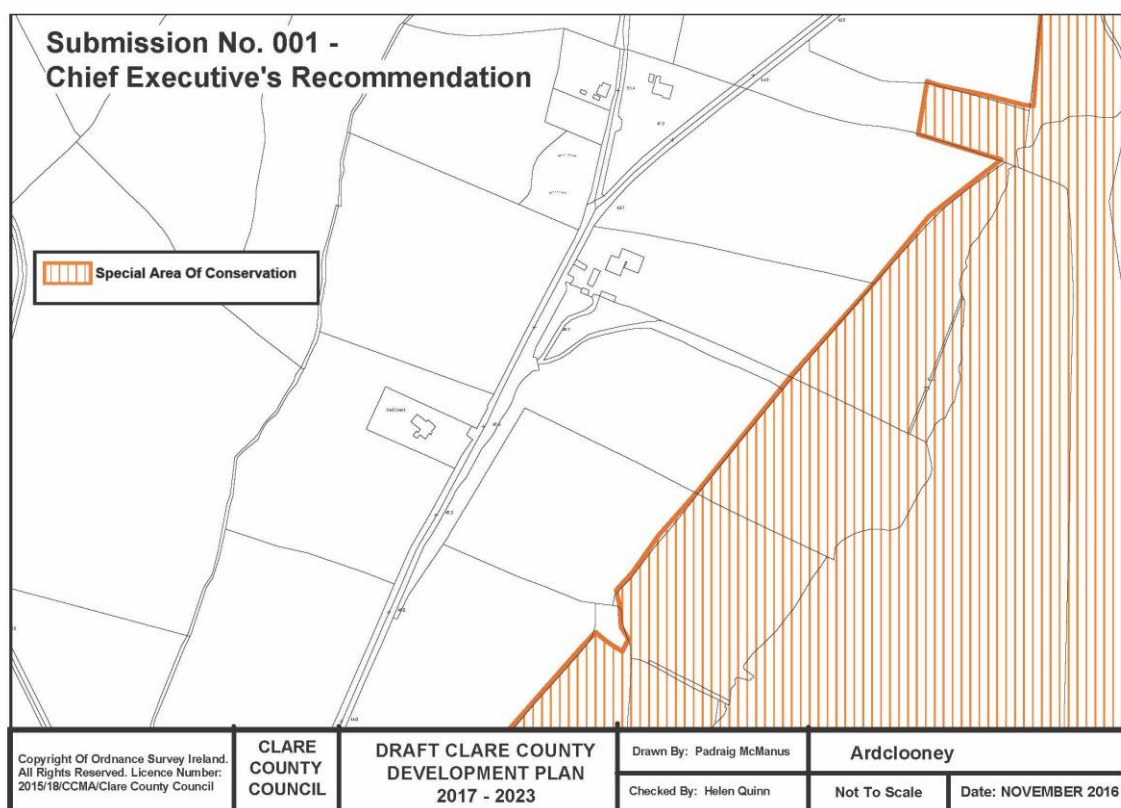 Submission No. 001 -
Chief Executive's Recommendation
Special Area Of Conservation
Copyright Of Ordnance Survey Ireland.
All Rights Reserved. Licence Number:
2015/18/CCMA/Clare County Council
CLARE
COUNTY
COUNCIL
DRAFT CLARE COUNTY
DEVELOPMENT PLAN
2017 - 2023
Drawn By: Padraig McManus
Checked By: Helen Quinn
Ardclooney
Not To Scale
Date: NOVEMBER 2016